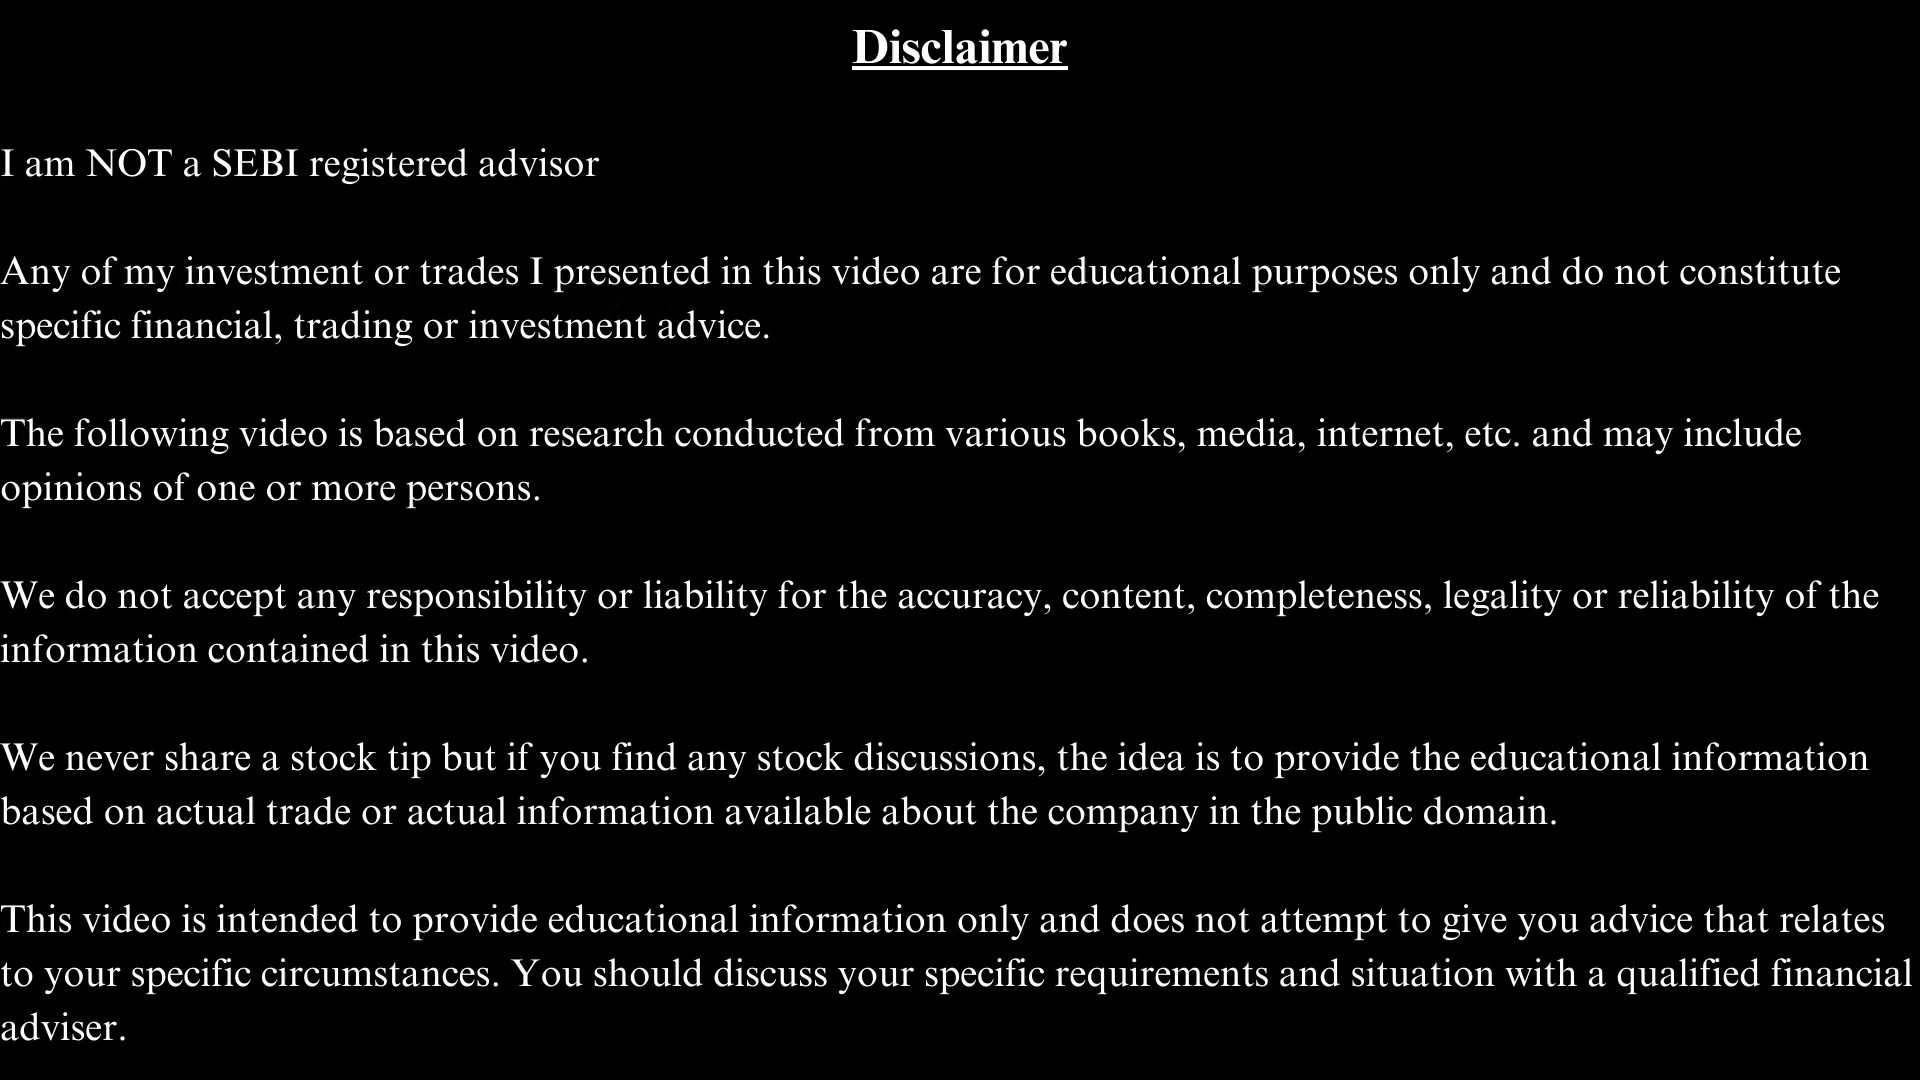 Disclaimer
I am NOT a SEBI registered advisor
Any of my investment or trades I presented in this video are for educational purposes only and do not constitute
specific financial, trading or investment advice.
The following video is based on research conducted from various books, media, internet, etc. and may include
opinions of one or more persons.
We do not accept any responsibility or liability for the accuracy, content, completeness, legality or reliability of the
information contained in this video.
We never share a stock tip but if you find any stock discussions, the idea is to provide the educational information
based on actual trade or actual information available about the company in the public domain.
This video is intended to provide educational information only and does not attempt to give you advice that relates
to your specific circumstances. You should discuss your specific requirements and situation with a qualified financial
adviser.